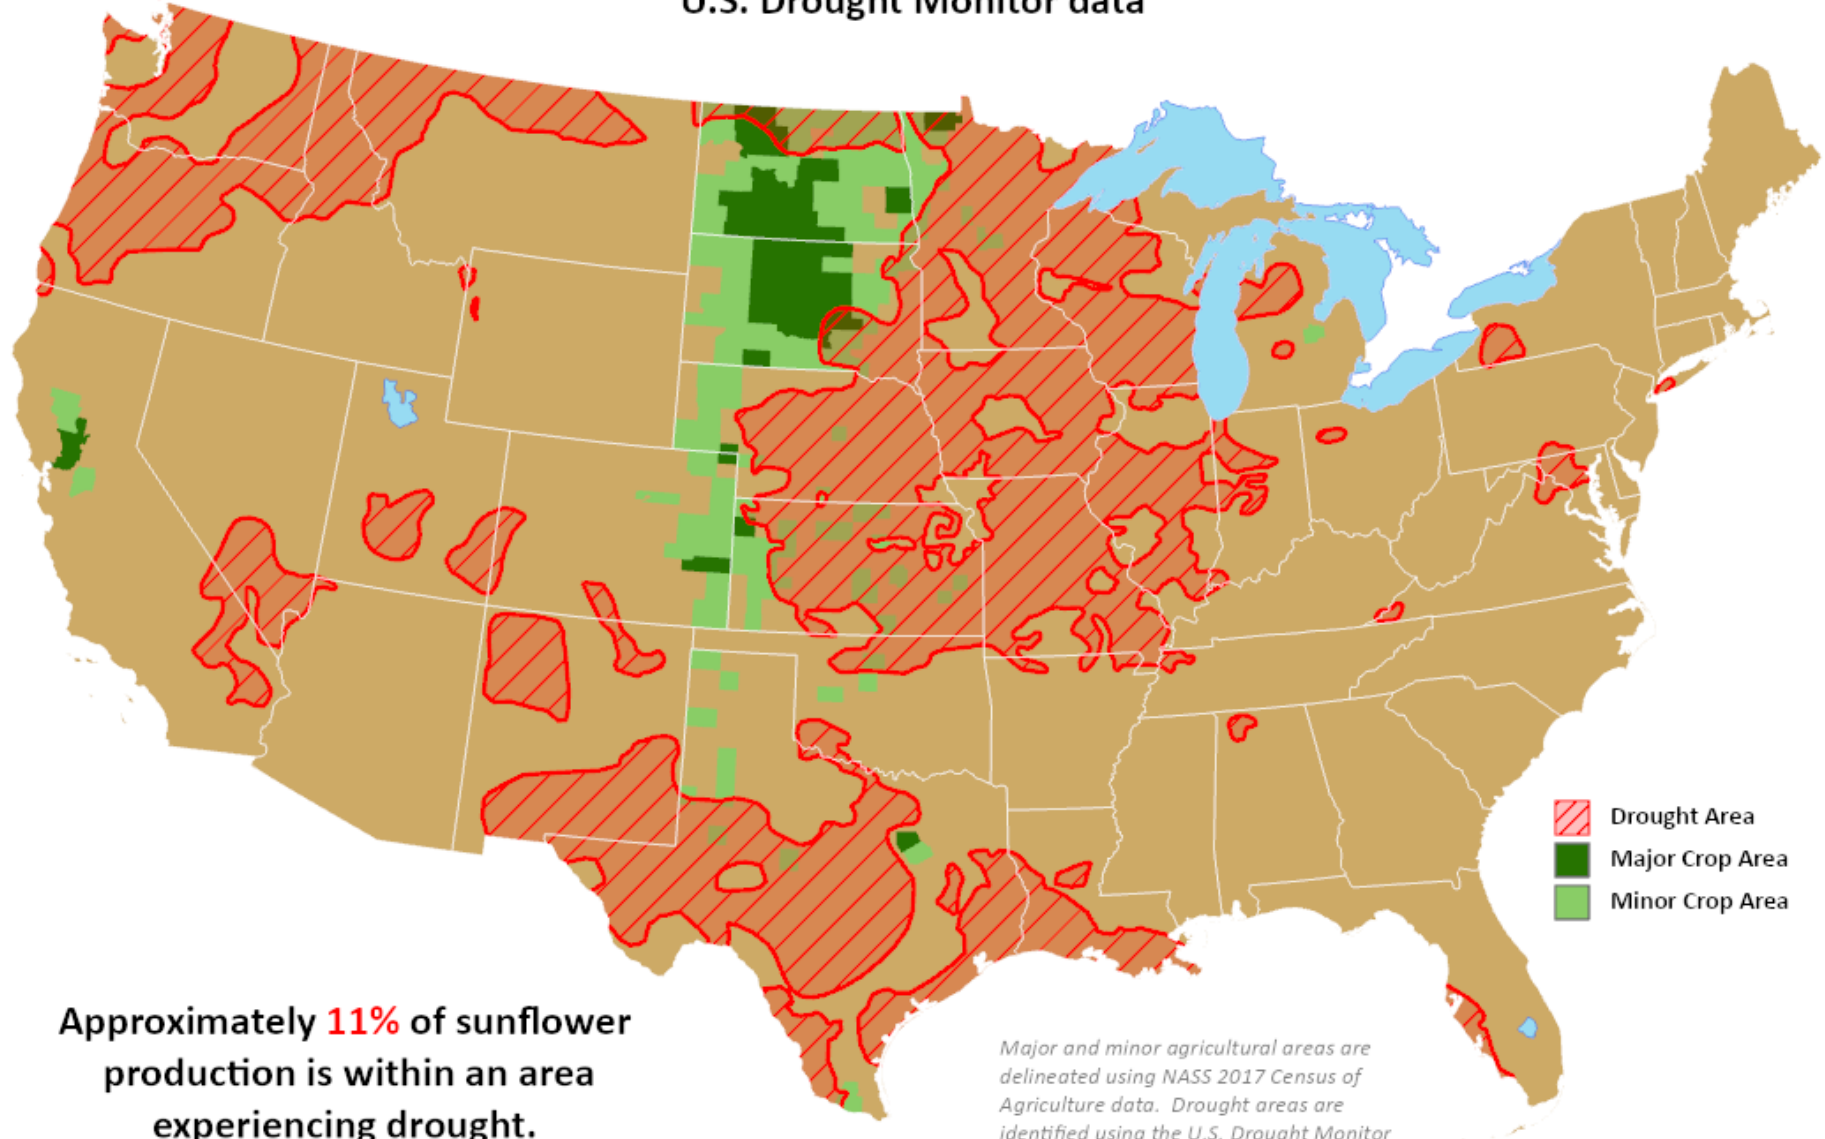 U.S. Drought Monitor data
Drought Area
Major Crop Area
Minor Crop Area
Approximately 11% of sunflower
production is within an area
experiencing drought.
Major and minor agricultural areas are
delineated using NASS 2017 Census of
Agriculture data. Drought areas are
identified using the U.S. Drought Monitor